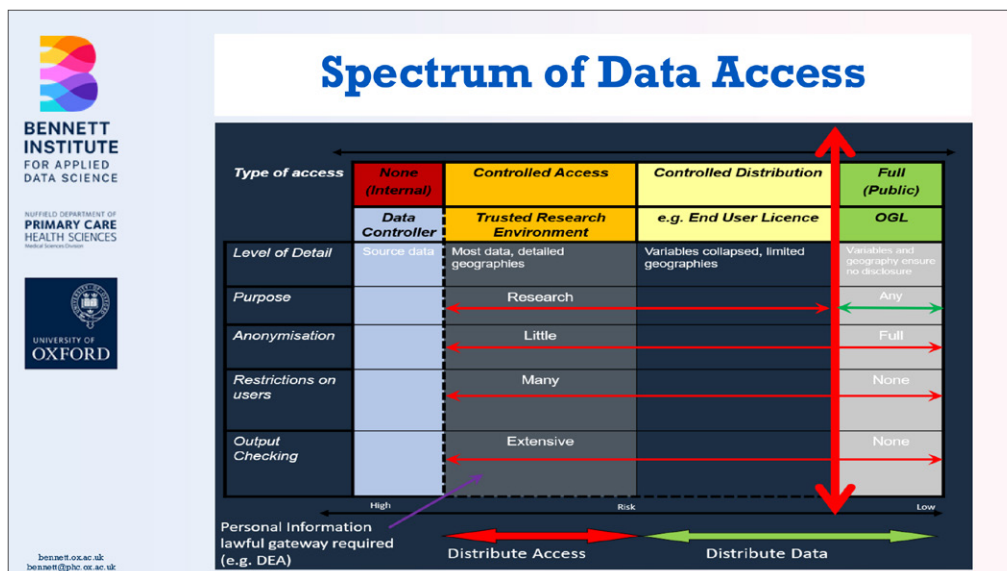 BENNETT
INSTITUTE
FOR APPLIED
DATA SCIENCE
NUFFIELD DEPARTMENT OF
PRIMARY CARE
HEALTH SCIENCES
Medical Sciences Division
UNIVERSITY OF
OXFORD
bennett.ox.ac.uk
bennett@phc.ox.ac.uk
Spectrum of Data Access
Type of access
None
(Internal)
Controlled Access
Controlled Distribution
Full
(Public)
Data
Controller
Trusted Research
Environment
e.g. End User Licence
OGL
Level of Detail
Source data
Most data, detailed
geographies
Variables collapsed, limited
geographies
Variables and
geography ensure
no disclosure
Purpose
Research
Any
Anonymisation
Little
Full
Restrictions on
users
Many
None
Output
Checking
Extensive
None
High
Risk
Low
Personal Information
lawful gateway required
(e.g. DEA)
Distribute Access
Distribute Data